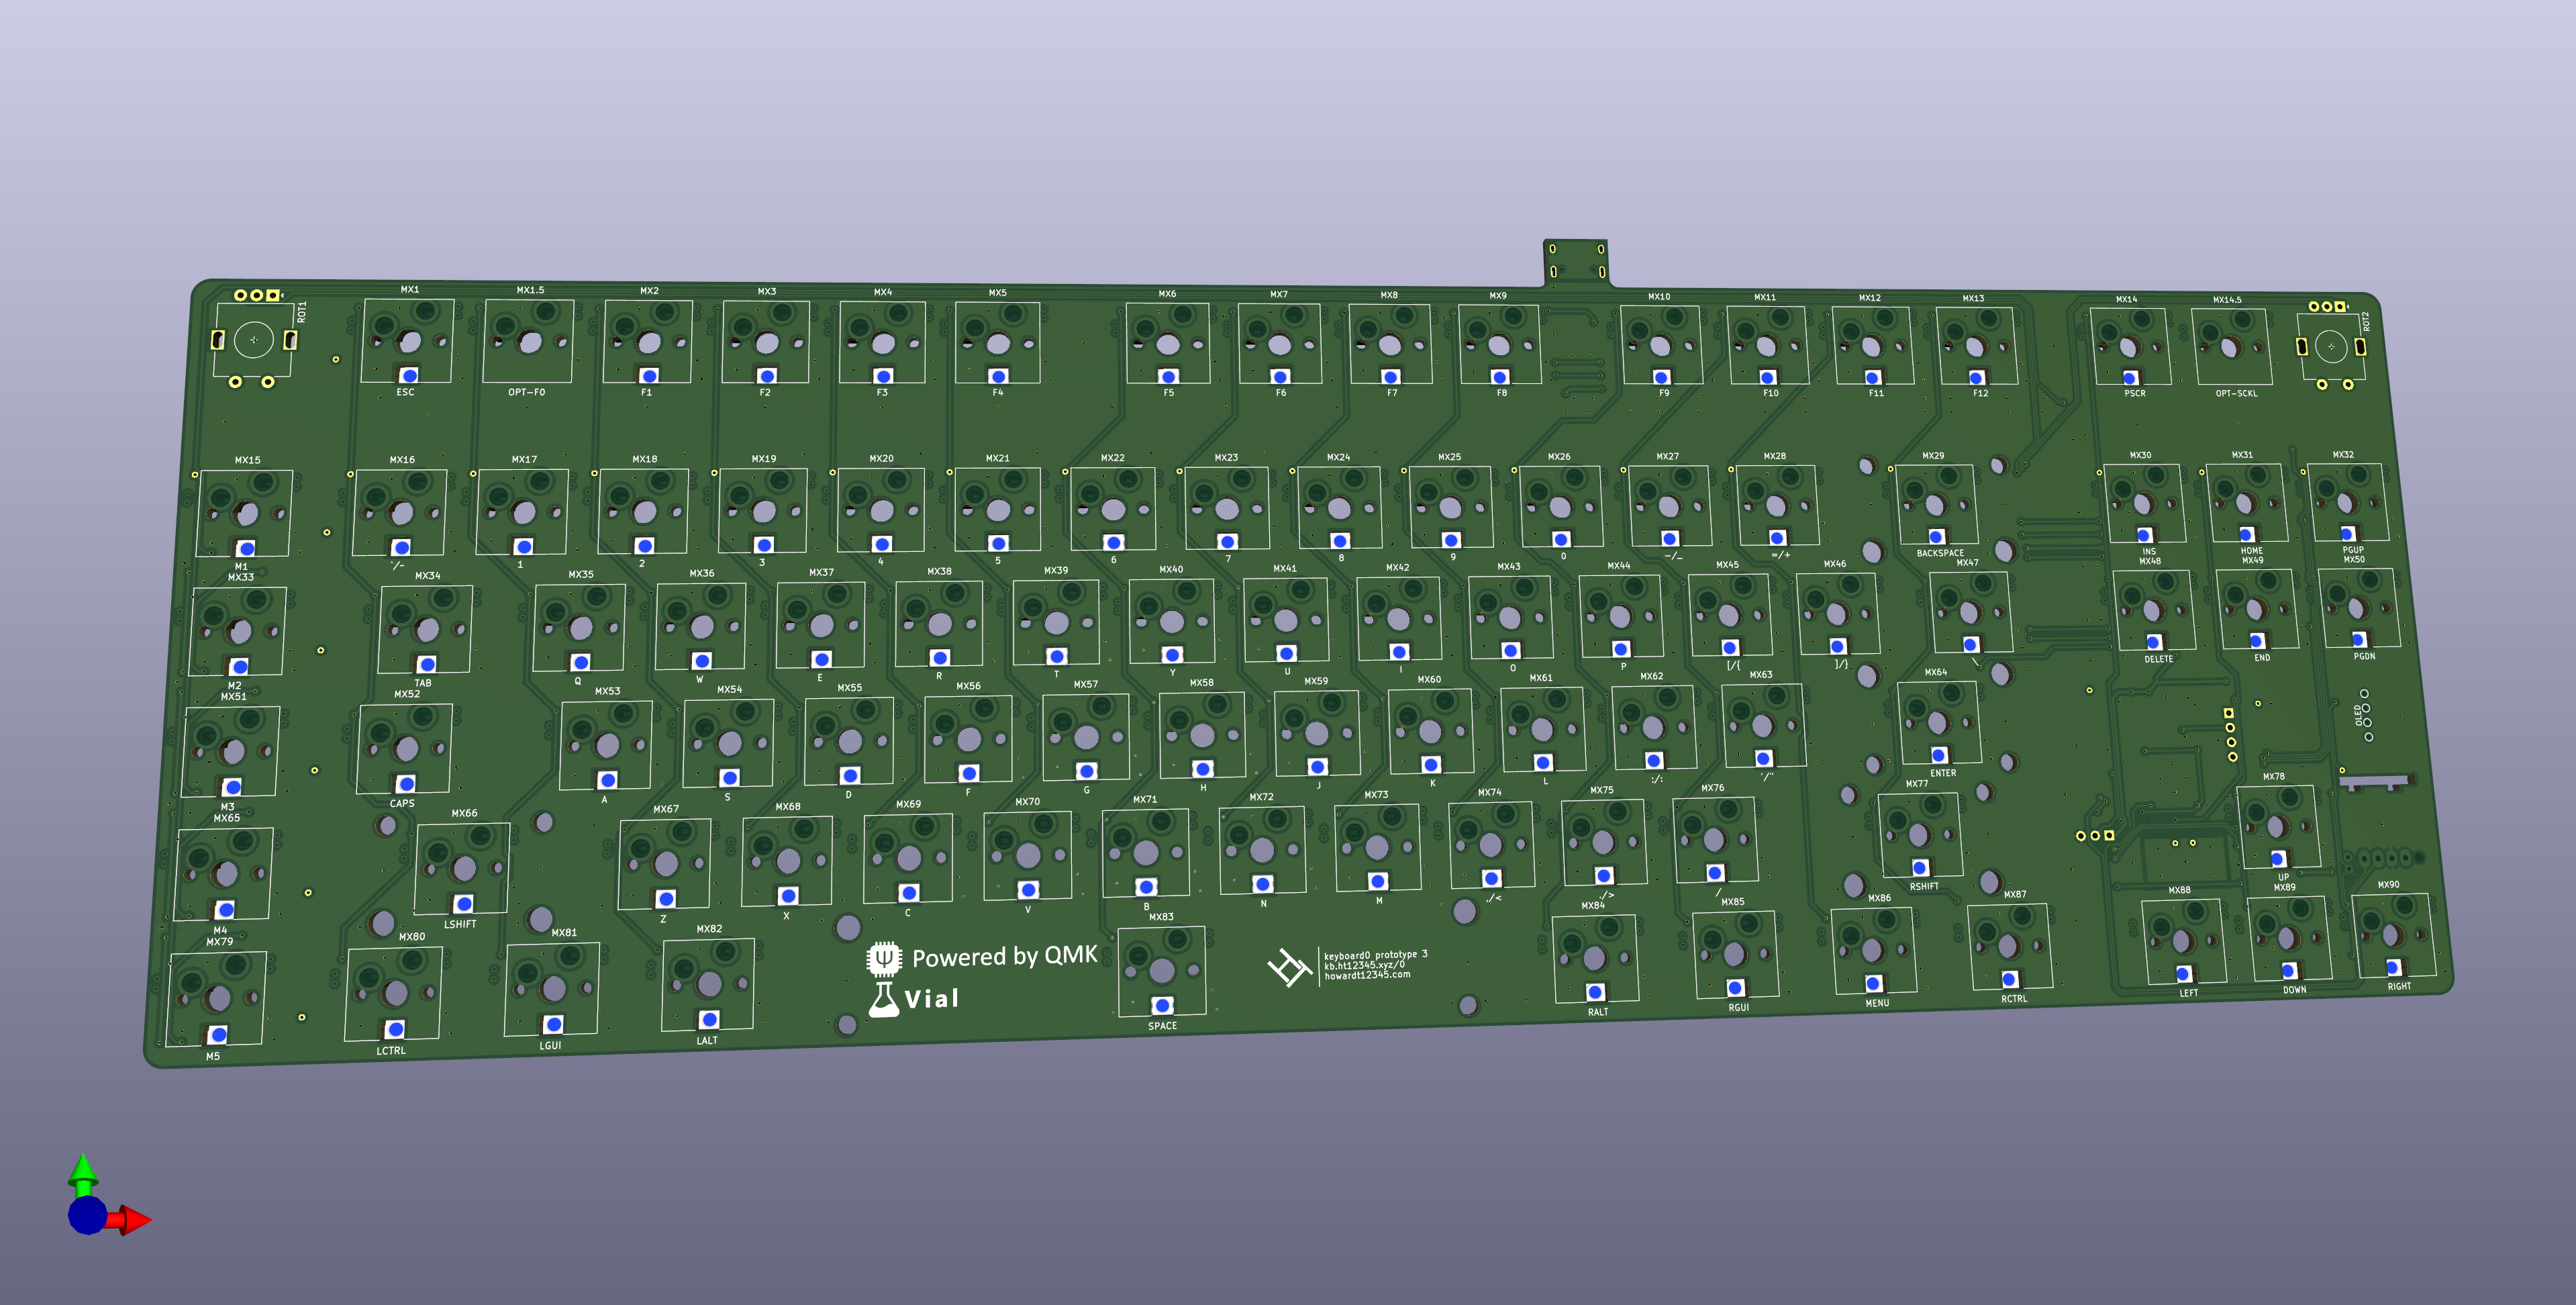 MX1 MX1.5 MX2 MX3 MX4 MX5 MX6 MX7 MX8 MX9 MX10 MX11 MX12 MX13 MX14 MX14.5
ROT1 ROT2
ESC OPT-F0 F1 F2 F3 F4 F5 F6 F7 F8 F9 F10 F11 F12 PSCR OPT-SCKL
MX15 MX16 MX17 MX18 MX19 MX20 MX21 MX22 MX23 MX24 MX25 MX26 MX27 MX28 MX29 MX30 MX31 MX32
M1 `/~ 1 2 3 4 5 6 7 8 9 0 -/_ =/+ BACKSPACE INS HOME PGUP
MX33 MX34 MX35 MX36 MX37 MX38 MX39 MX40 MX41 MX42 MX43 MX44 MX45 MX46 MX47 MX48 MX49 MX50
M2 TAB Q W E R T Y U I O P [/{ ]/} \ DELETE END PGDN
MX51 MX52 MX53 MX54 MX55 MX56 MX57 MX58 MX59 MX60 MX61 MX62 MX63 MX64
OLED
M3 CAPS A S D F G H J K L ;/: '/" ENTER
MX65 MX66 MX67 MX68 MX69 MX70 MX71 MX72 MX73 MX74 MX75 MX76 MX77 MX78
M4 LSHIFT Z X C V B N M ,/< ./> / RSHIFT UP
MX79 MX80 MX81 MX82 MX83 MX84 MX85 MX86 MX87 MX88 MX89 MX90
Powered by QMK
Vial
keyboard0 prototype 3
kb.ht12345.xyz/0
howardt12345.com
M5 LCTRL LGUI LALT SPACE RALT RGUI MENU RCTRL LEFT DOWN RIGHT